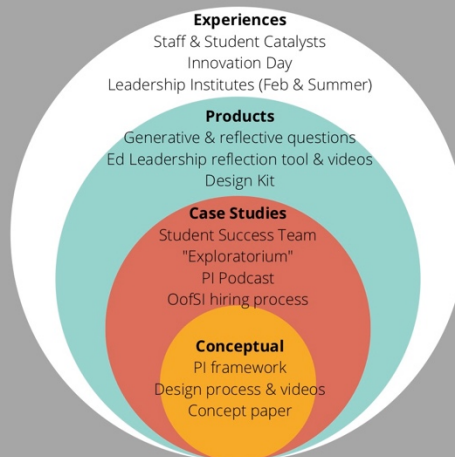 Experiences
Staff & Student Catalysts
Innovation Day
Leadership Institutes (Feb & Summer)
Products
Generative & reflective questions
Ed Leadership reflection tool & videos
Design Kit
Case Studies
Student Success Team
"Exploratorium"
PI Podcast
OofSI hiring process
Conceptual
PI framework
Design process & videos
Concept paper